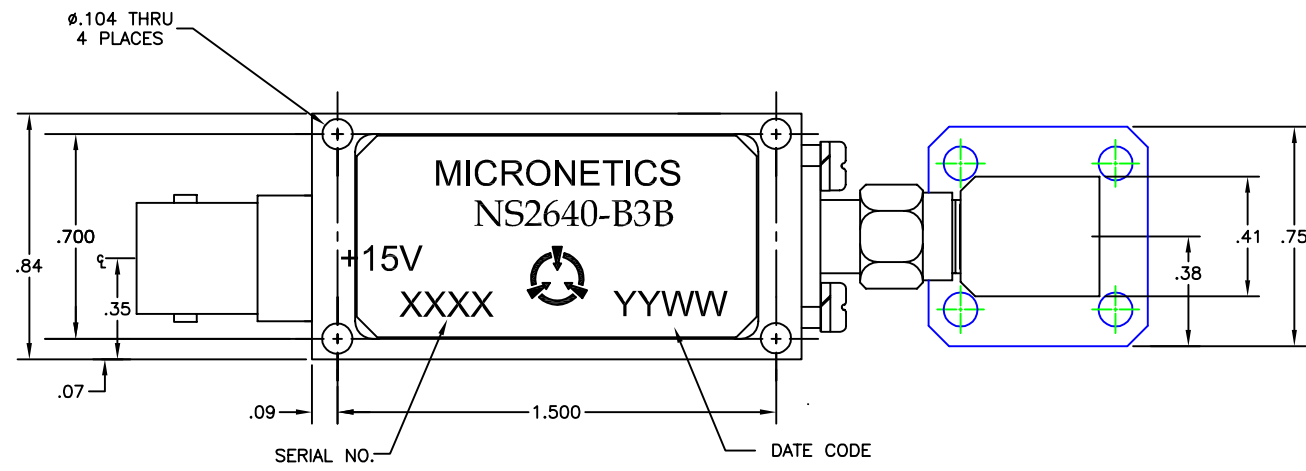 ø.104 THRU
4 PLACES
MICRONETICS
NS2640-B3B
+15V
XXXX
YYWW
.84
.700
℄
.35
.07
.09
1.500
.41
.75
.38
SERIAL NO.
DATE CODE